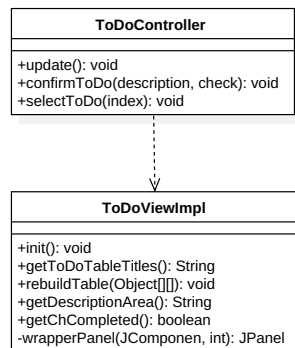 ToDoController
+update(): void
+confirmToDo(description, check): void
+selectToDo(index): void
ToDoViewImpl
+init(): void
+getToDoTableTitles(): String
+rebuildTable(Object[][]): void
+getDescriptionArea(): String
+getChCompleted(): boolean
-wrapperPanel(JComponen, int): JPanel